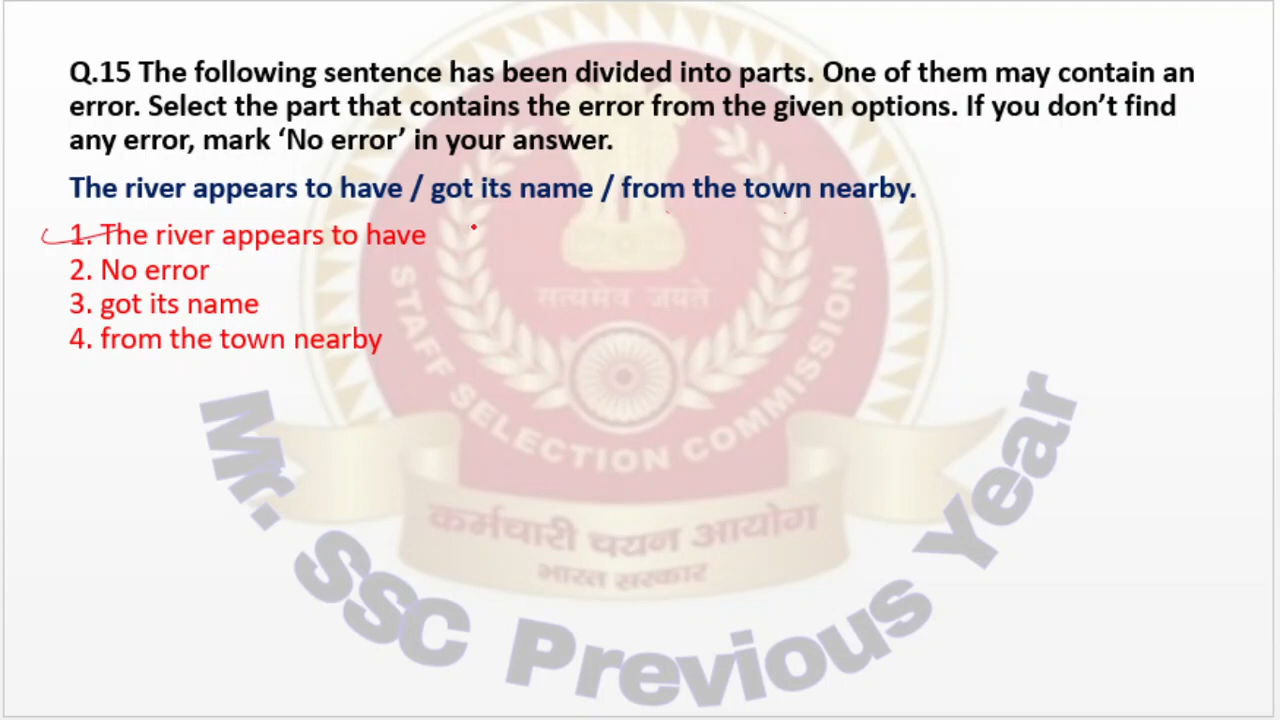 Q.15 The following sentence has been divided into parts. One of them may contain an
error. Select the part that contains the error from the given options. If you don’t find
any error, mark ‘No error’ in your answer.
The river appears to have / got its name / from the town nearby.
1. The river appears to have
2. No error
3. got its name
4. from the town nearby
सत्यमेव जयते
STAFF SELECTION COMMISSION
कर्मचारी चयन आयोग
भारत सरकार
Mr. SSC Previous Year